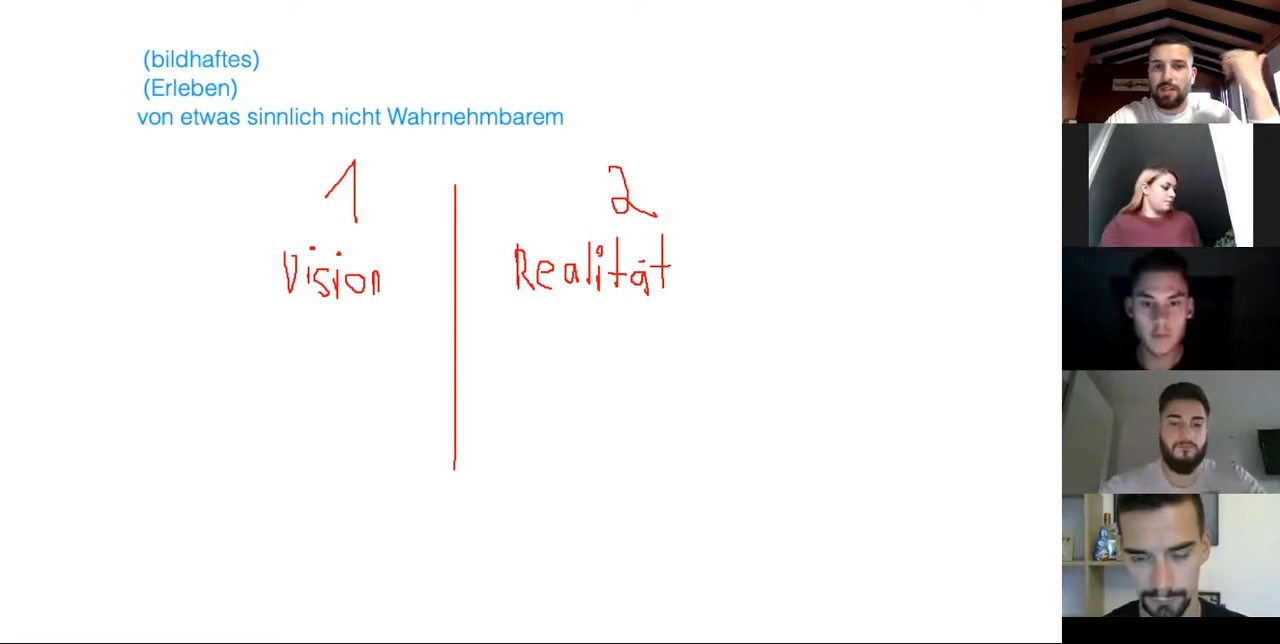 (bildhaftes)
(Erleben)
von etwas sinnlich nicht Wahrnehmbarem
1
2
Vision
Realität